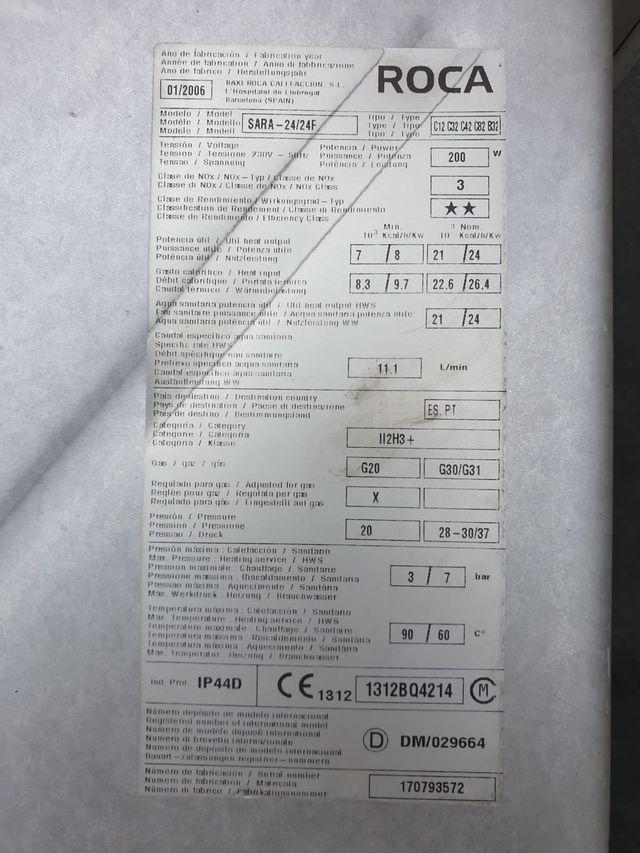 Ano de fabricación / Fabrication year
Année de fabrication / Anno di fabbricazione
Ano de fabrico / Herstellungsjahr
01/2006
BAXI ROCA CALEFACCION, S.L.
L'Hospitalet de Llobregat
Barcelona (SPAIN)
ROCA
Modelo / Model
Modèle / Modello
Modelo / Modell
SARA-24/24F
Tipo / Type
Type / Tipo
Tipo / Typ
C12 C32 C42 C82 B32
Tensión / Voltage
Tension / Tensione 230V - 50Hz
Tensao / Spannung
Potencia / Power
Puissance / Potenza
Potência / Leistung
200 W
Clase de NOx / NOx-Typ / Classe de NOx
Classe di NOx / Classe de NOx / NOx Class
3
Clase de Rendimiento / Wirkungsgrad-Typ
Classification de Rendement / Classe di Rendimiento
Classe de Rendimento / Efficiency Class
★★
Min.
10³ Kcal/h/Kw
Nom.
10³ Kcal/h/Kw
Potencia útil / Util heat output
Puissance utile / Potenza utile
Potência útil / Nutzleistung
7 / 8
21 / 24
Gasto calorífico / Heat input
Débit calorifique / Portata termica
Caudal térmico / Wärmebelastung
8.3 / 9.7
22.6 / 26.4
Agua sanitaria potencia útil / Util heat output HWS
Eau sanitaire puissance utile / Acqua sanitaria potenza utile
Água sanitária potência útil / Nutzleistung WW
21 / 24
Caudal específico agua sanitaria
Specific rate HWS
Débit spécifique eau sanitaire
Prelievo specifico acqua sanitaria
Caudal específico água sanitária
Auslaufleistung WW
11.1 L/min
País de destino / Destination country
Pays de destination / Paese di destinazione
País de destino / Bestimmungsland
ES. PT
Categoría / Category
Catégorie / Categoria
Categoria / Klasse
II2H3+
Gas / gaz / gás
G20
G30/G31
Regulado para gas / Adjusted for gas
Réglée pour gaz / Regolata per gas
Regulado para gás / Eingestellt auf gas
X
Presión / Pressure
Pression / Pressione
Pressao / Druck
20
28-30/37
Presión máxima : Calefacción / Sanitario
Max. Pressure : Heating service / HWS
Pression maximale : Chauffage / Sanitaire
Pressione massima : Riscaldamento / Sanitaria
Pressao máxima : Aquecimento / Sanitária
Max. Werkdruck : Heizung / Brauchwasser
3 / 7 bar
Temperatura máxima : Calefacción / Sanitario
Max. Temperature : Heating service / HWS
Temperature maximale : Chauffage / Sanitaire
Temperatura massima : Riscaldamento / Sanitaria
Temperatura máxima : Aquecimento / Sanitária
Max. Temperatur : Heizung / Brauchwasser
90 / 60 Cº
Ind. Prot. IP44D
CE 1312
1312BQ4214
CM
Número depósito de modelo internacional
Registered number of international model
Numéro de modèle déposé international
Numero di brevetto internazionale
Número de depósito de modelo internacional
D DM/029664
Número de fabricación / Serial number
Numéro de fabrication / Matricola
Número de fabrico / Fabrikationsnummer
170793572